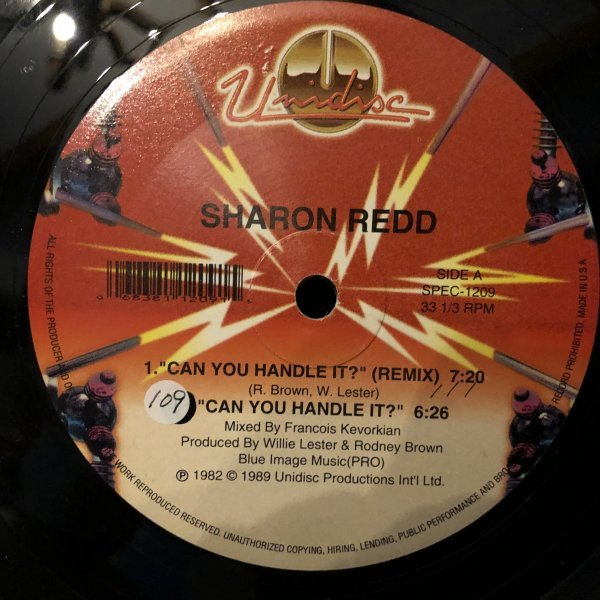 Unidisc
SHARON REDD
SIDE A
SPEC-1209
33 1/3 RPM
1."CAN YOU HANDLE IT?" (REMIX) 7:20
(R. Brown, W. Lester)
109
"CAN YOU HANDLE IT?" 6:26
Mixed By Francois Kevorkian
Produced By Willie Lester & Rodney Brown
Blue Image Music(PRO)
℗ 1982 © 1989 Unidisc Productions Int'l Ltd.
ALL RIGHTS OF THE PRODUCER AND
WORK REPRODUCED RESERVED. UNAUTHORIZED COPYING, HIRING, LENDING, PUBLIC PERFORMANCE AND
RECORD PROHIBITED. MADE IN U.S.A